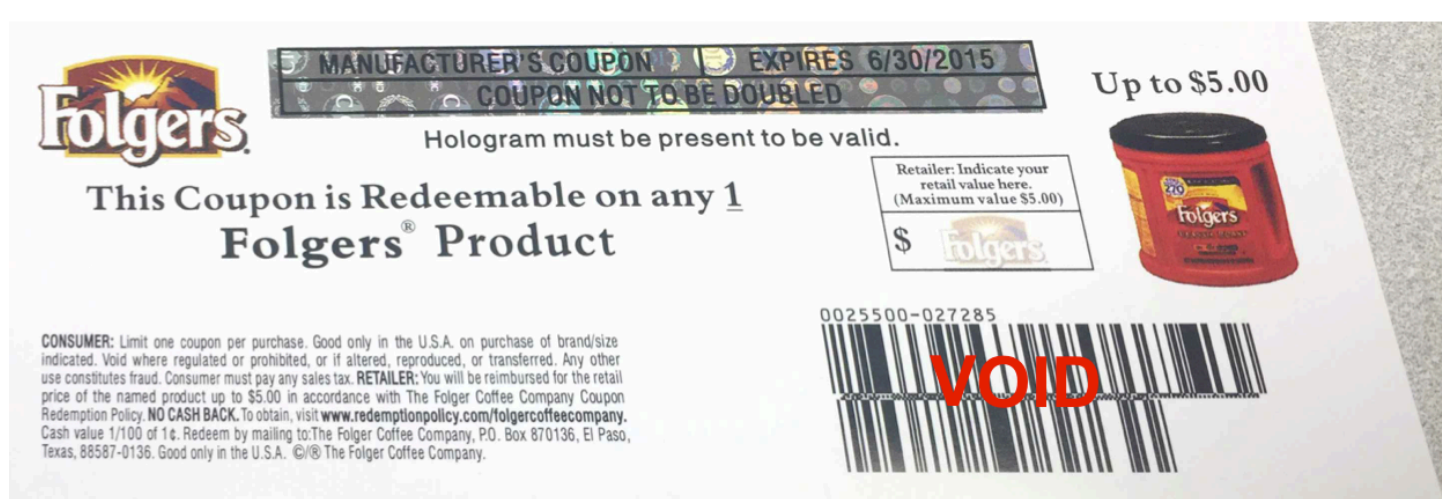 Folgers
MANUFACTURER'S COUPON EXPIRES 6/30/2015
COUPON NOT TO BE DOUBLED
Hologram must be present to be valid.
Up to $5.00
This Coupon is Redeemable on any 1
Folgers® Product
Retailer: Indicate your
retail value here.
(Maximum value $5.00)
$ Folgers
270
Folgers
CONSUMER: Limit one coupon per purchase. Good only in the U.S.A. on purchase of brand/size
indicated. Void where regulated or prohibited, or if altered, reproduced, or transferred. Any other
use constitutes fraud. Consumer must pay any sales tax. RETAILER: You will be reimbursed for the retail
price of the named product up to $5.00 in accordance with The Folger Coffee Company Coupon
Redemption Policy. NO CASH BACK. To obtain, visit www.redemptionpolicy.com/folgercoffeecompany.
Cash value 1/100 of 1¢. Redeem by mailing to:The Folger Coffee Company, P.O. Box 870136, El Paso,
Texas, 88587-0136. Good only in the U.S.A. ©/® The Folger Coffee Company.
0025500-027285
VOID